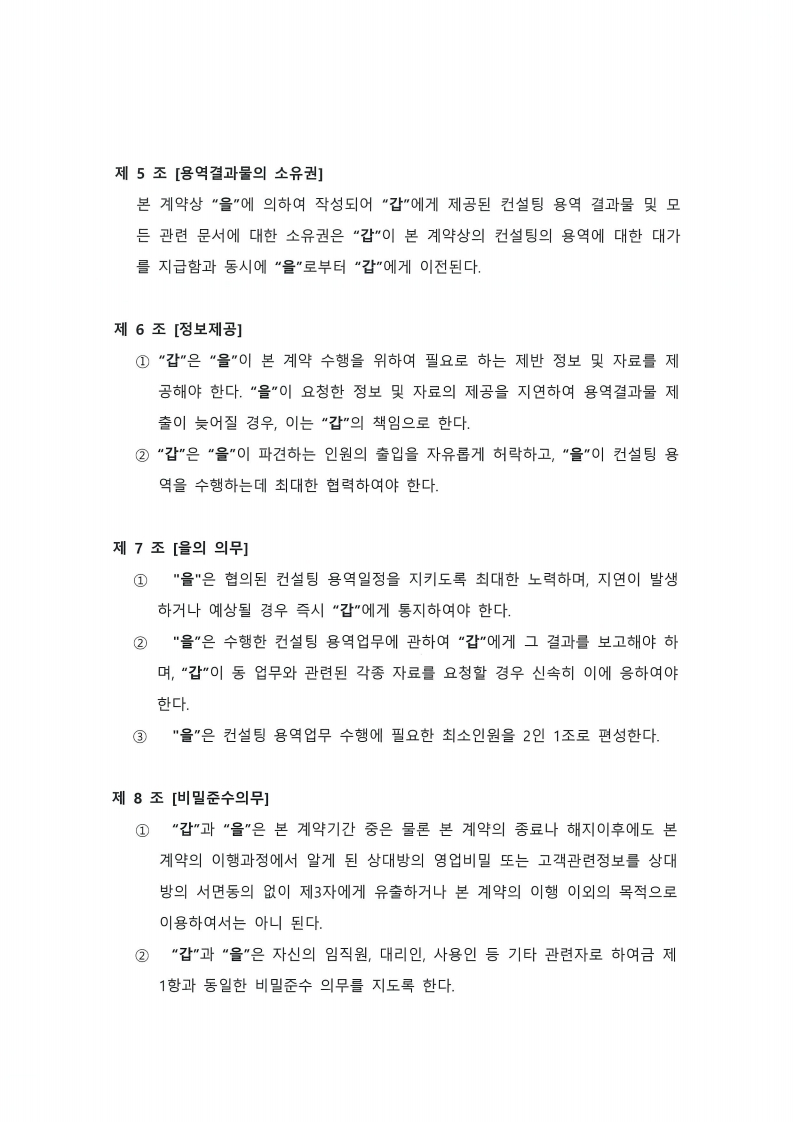 제 5 조 [용역결과물의 소유권]
본 계약상 “을”에 의하여 작성되어 “갑”에게 제공된 컨설팅 용역 결과물 및 모
든 관련 문서에 대한 소유권은 “갑”이 본 계약상의 컨설팅의 용역에 대한 대가
를 지급함과 동시에 “을”로부터 “갑”에게 이전된다.
제 6 조 [정보제공]
① “갑”은 “을”이 본 계약 수행을 위하여 필요로 하는 제반 정보 및 자료를 제
공해야 한다. “을”이 요청한 정보 및 자료의 제공을 지연하여 용역결과물 제
출이 늦어질 경우, 이는 “갑”의 책임으로 한다.
② “갑”은 “을”이 파견하는 인원의 출입을 자유롭게 허락하고, “을”이 컨설팅 용
역을 수행하는데 최대한 협력하여야 한다.
제 7 조 [을의 의무]
① "을"은 협의된 컨설팅 용역일정을 지키도록 최대한 노력하며, 지연이 발생
하거나 예상될 경우 즉시 “갑”에게 통지하여야 한다.
② "을”은 수행한 컨설팅 용역업무에 관하여 “갑”에게 그 결과를 보고해야 하
며, “갑”이 동 업무와 관련된 각종 자료를 요청할 경우 신속히 이에 응하여야
한다.
③ "을”은 컨설팅 용역업무 수행에 필요한 최소인원을 2인 1조로 편성한다.
제 8 조 [비밀준수의무]
① “갑”과 “을”은 본 계약기간 중은 물론 본 계약의 종료나 해지이후에도 본
계약의 이행과정에서 알게 된 상대방의 영업비밀 또는 고객관련정보를 상대
방의 서면동의 없이 제3자에게 유출하거나 본 계약의 이행 이외의 목적으로
이용하여서는 아니 된다.
② “갑”과 “을”은 자신의 임직원, 대리인, 사용인 등 기타 관련자로 하여금 제
1항과 동일한 비밀준수 의무를 지도록 한다.